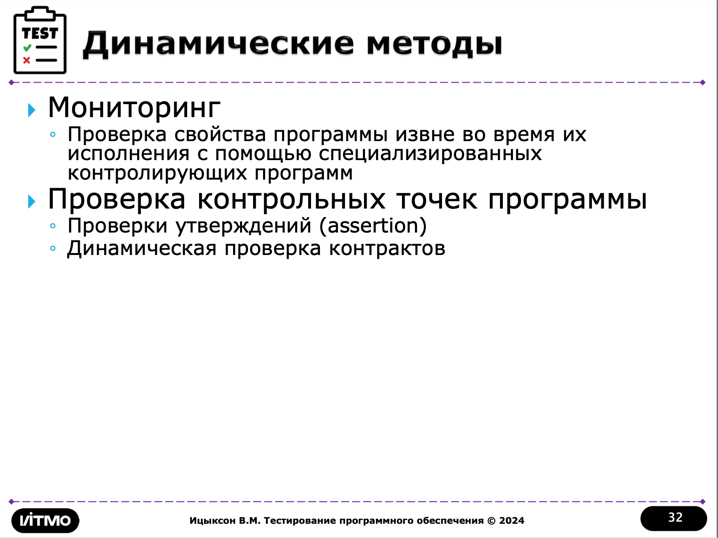 TEST
Динамические методы
Мониторинг
Проверка свойства программы извне во время их
исполнения с помощью специализированных
контролирующих программ
Проверка контрольных точек программы
Проверки утверждений (assertion)
Динамическая проверка контрактов
ИТМО
Ицыксон В.М. Тестирование программного обеспечения © 2024
32